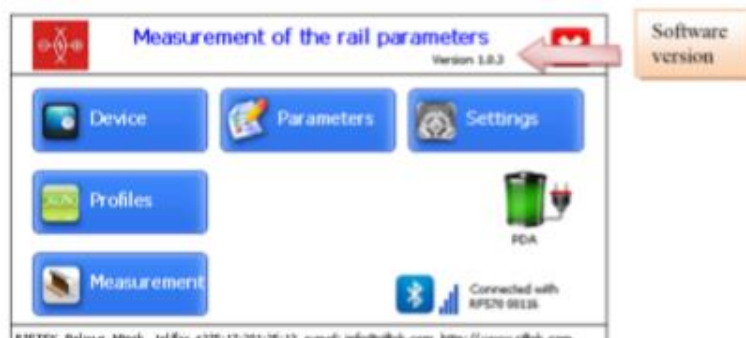 Measurement of the rail parameters
Version 1.0.3
Software
version
Device
Parameters
Settings
Profiles
PDA
Measurement
Connected with
RF570 00116